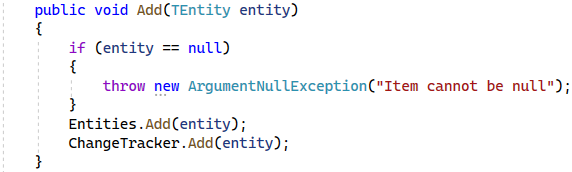 public void Add(TEntity entity)
{
if (entity == null)
{
throw new ArgumentNullException("Item cannot be null");
}
Entities.Add(entity);
ChangeTracker.Add(entity);
}